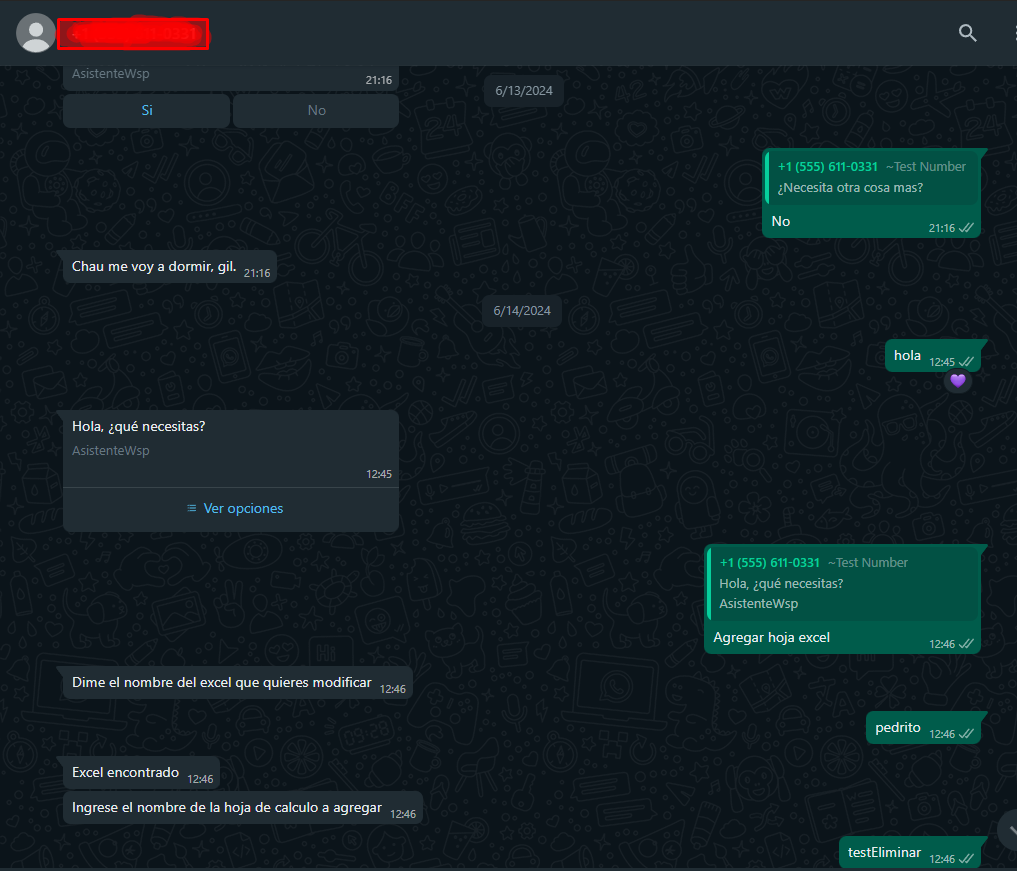 AsistenteWsp
21:16
6/13/2024
Si
No
+1 (555) 611-0331 ~Test Number
¿Necesita otra cosa mas?
No
21:16
Chau me voy a dormir, gil. 21:16
6/14/2024
hola 12:45
Hola, ¿qué necesitas?
AsistenteWsp
12:45
Ver opciones
+1 (555) 611-0331 ~Test Number
Hola, ¿qué necesitas?
AsistenteWsp
Agregar hoja excel 12:46
Dime el nombre del excel que quieres modificar 12:46
pedrito 12:46
Excel encontrado 12:46
Ingrese el nombre de la hoja de calculo a agregar 12:46
testEliminar 12:46